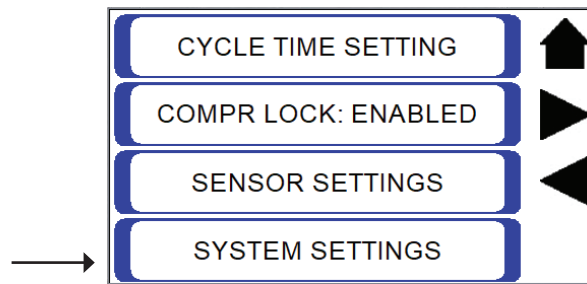 CYCLE TIME SETTING
COMPR LOCK: ENABLED
SENSOR SETTINGS
SYSTEM SETTINGS